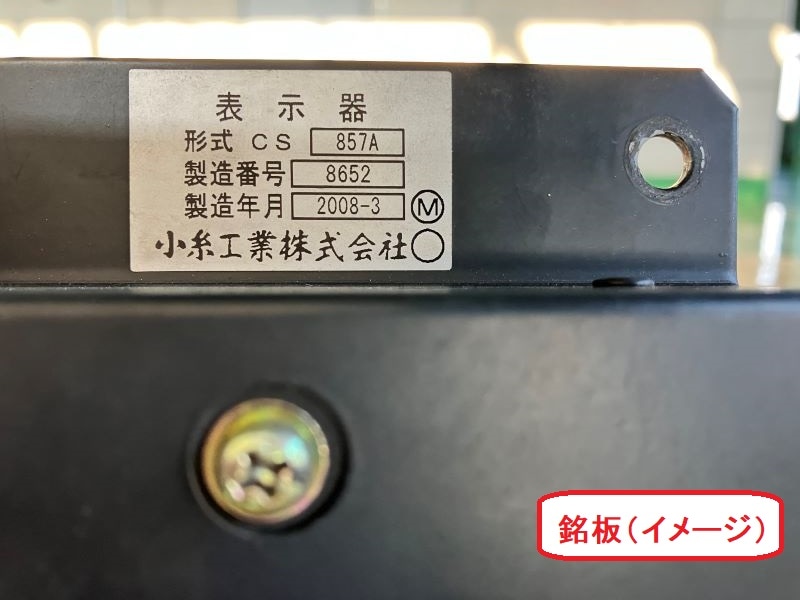 表示器
形式 CS 857A
製造番号 8652
製造年月 2008-3 Ⓜ
小糸工業株式会社
銘板(イメージ)